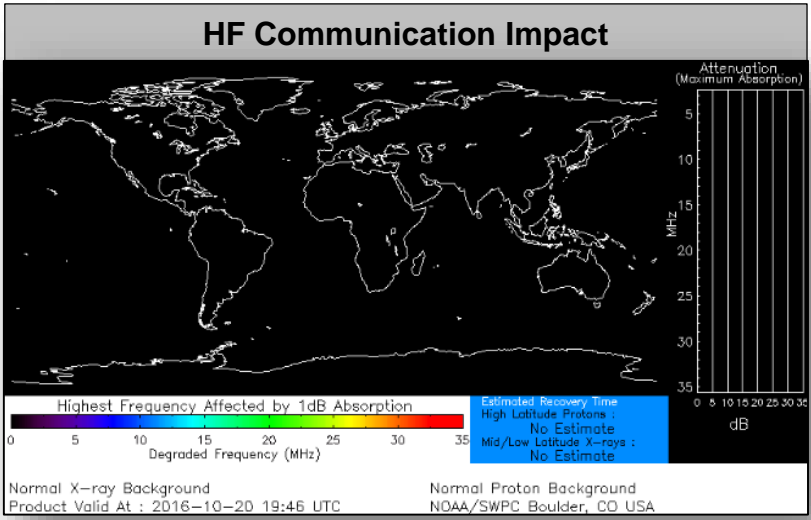 HF Communication Impact
Attenuation
(Maximum Absorption)
5
10
15
20
25
30
35
MHz
0 5 10 15 20 25 30 35
dB
Highest Frequency Affected by 1dB Absorption
0 5 10 15 20 25 30 35
Degraded Frequency (MHz)
Estimated Recovery Time
High Latitude Protons :
No Estimate
Mid/Low Latitude X-rays :
No Estimate
Normal X-ray Background
Product Valid At : 2016-10-20 19:46 UTC
Normal Proton Background
NOAA/SWPC Boulder, CO USA